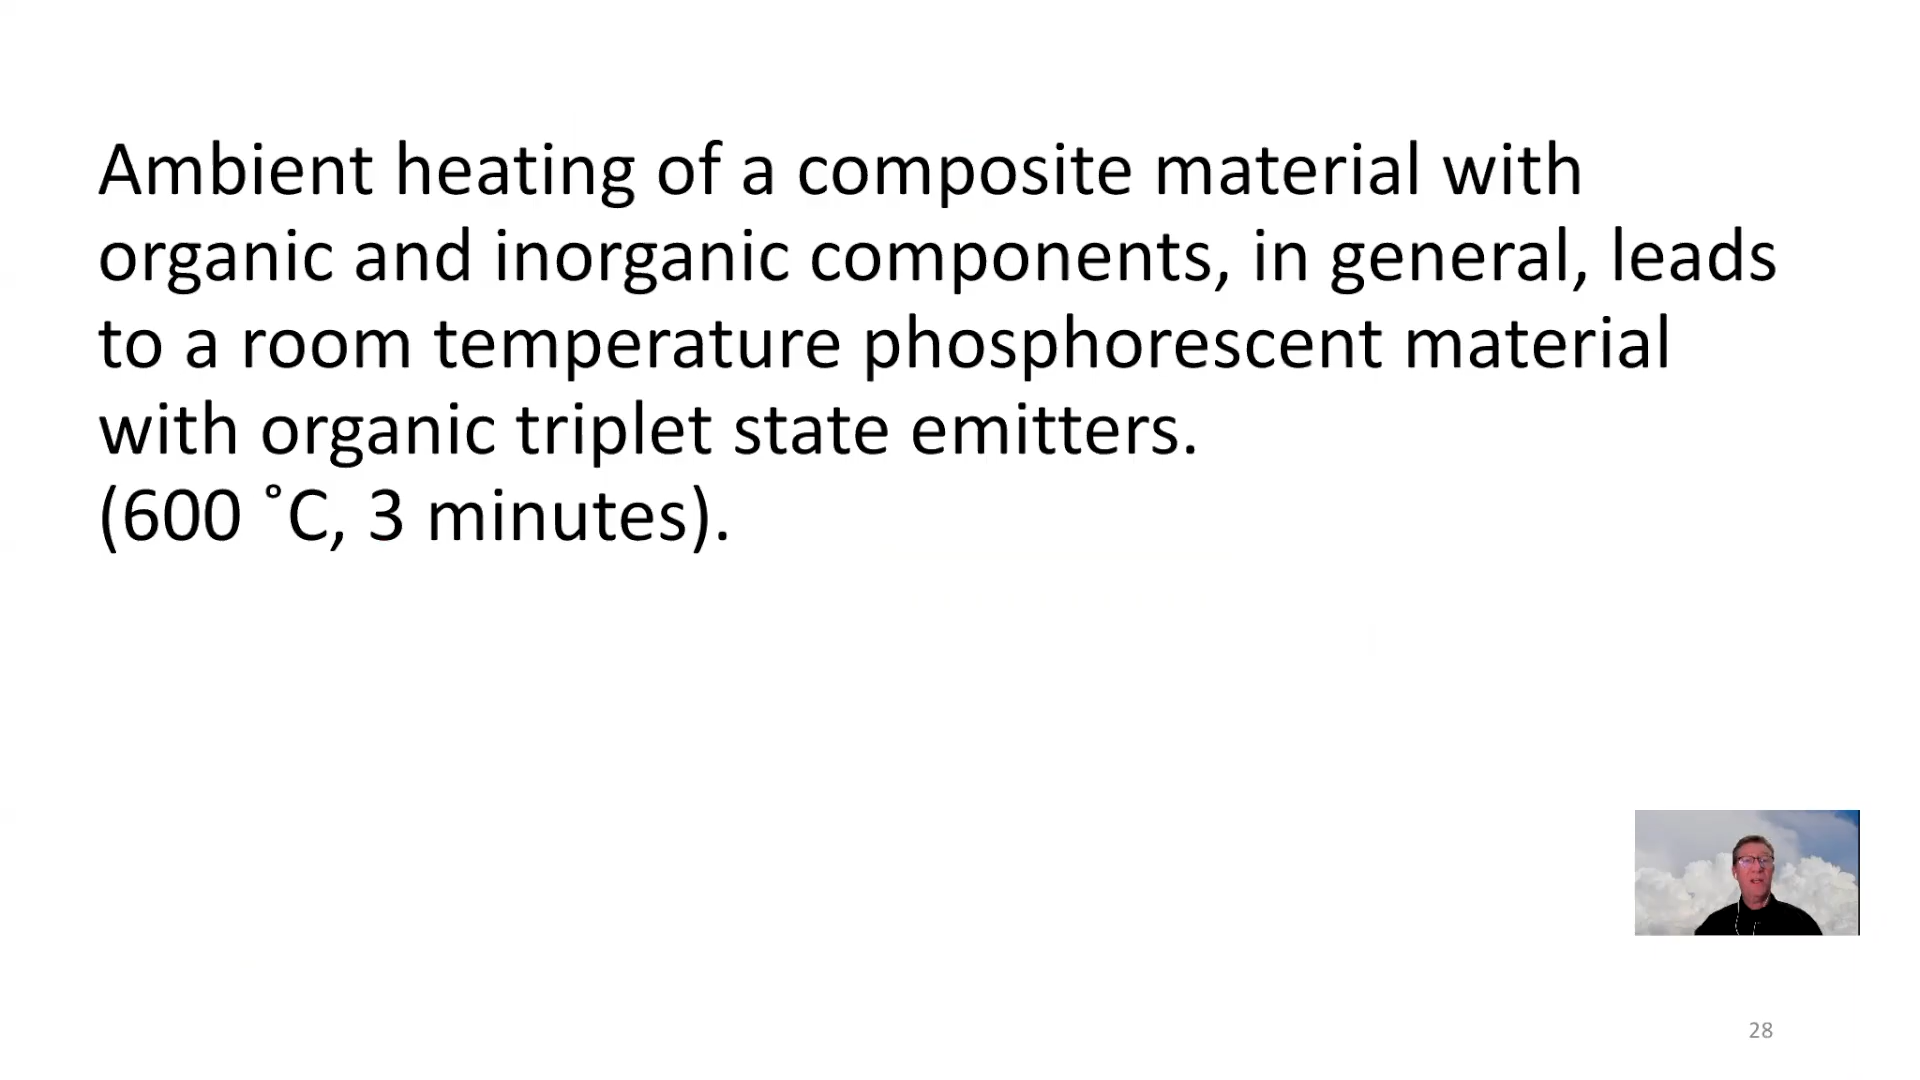 Ambient heating of a composite material with
organic and inorganic components, in general, leads
to a room temperature phosphorescent material
with organic triplet state emitters.
(600 ˚C, 3 minutes).
28